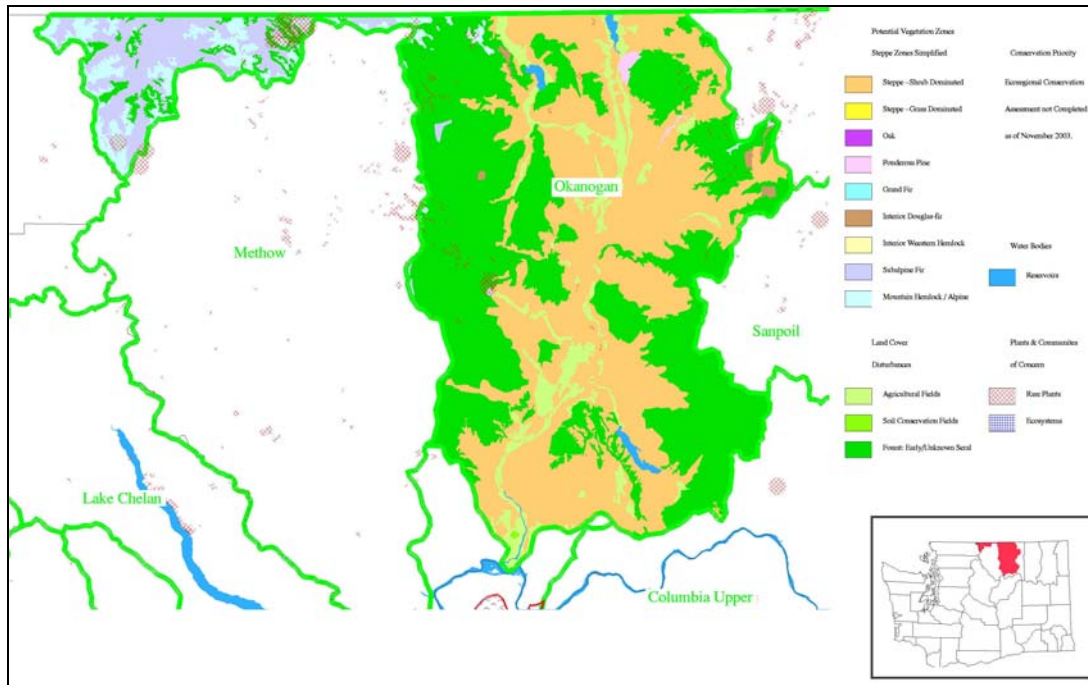 Potential Vegetation Zones
Steppe Zones Simplified
Conservation Priority
Steppe - Shrub Dominated
Ecoregional Conservation
Steppe - Grass Dominated
Assessment not Completed
Oak
as of November 2003.
Ponderosa Pine
Grand Fir
Interior Douglas-fir
Interior Western Hemlock
Water Bodies
Subalpine Fir
Reservoirs
Mountain Hemlock / Alpine
Land Cover
Plants & Communites
Disturbances
of Concern
Agricultural Fields
Rare Plants
Soil Conservation Fields
Ecosystems
Forest: Early/Unknown Seral
Okanogan
Methow
Sanpoil
Lake Chelan
Columbia Upper